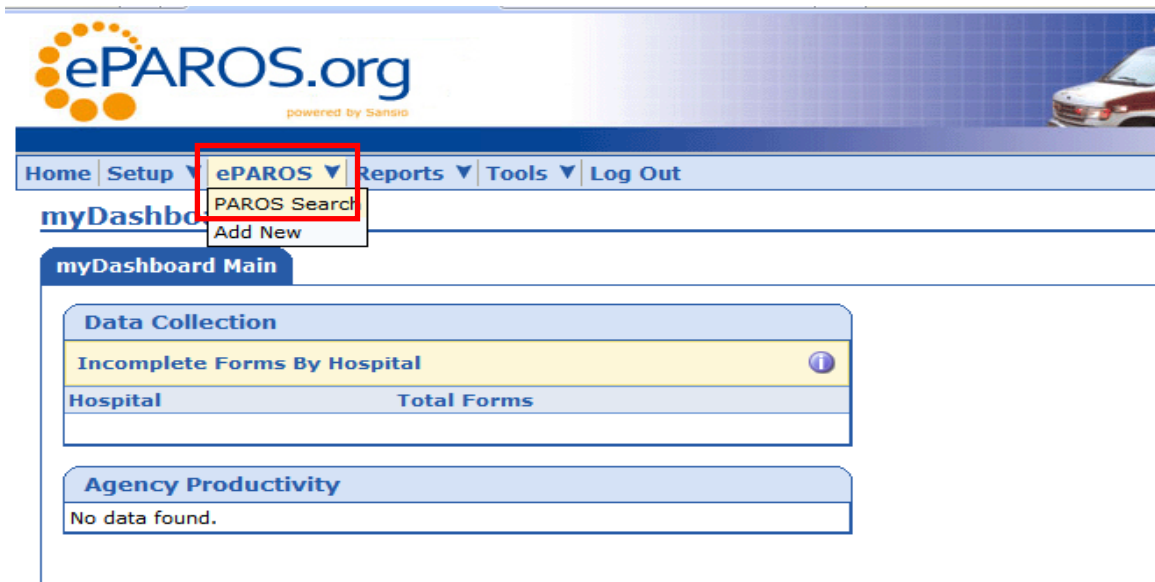 ePAROS.org
powered by Sansio
Home Setup ePAROS Reports Tools Log Out
PAROS Search
myDashbo
Add New
myDashboard Main
Data Collection
Incomplete Forms By Hospital
Hospital Total Forms
Agency Productivity
No data found.